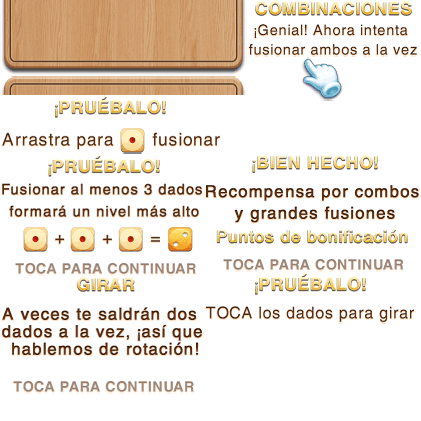 COMBINACIONES
¡Genial! Ahora intenta
fusionar ambos a la vez
¡PRUÉBALO!
Arrastra para fusionar
¡PRUÉBALO!
Fusionar al menos 3 dados
formará un nivel más alto
+ + =
TOCA PARA CONTINUAR
¡BIEN HECHO!
Recompensa por combos
y grandes fusiones
Puntos de bonificación
TOCA PARA CONTINUAR
GIRAR
A veces te saldrán dos
dados a la vez, ¡así que
hablemos de rotación!
TOCA PARA CONTINUAR
¡PRUÉBALO!
TOCA los dados para girar